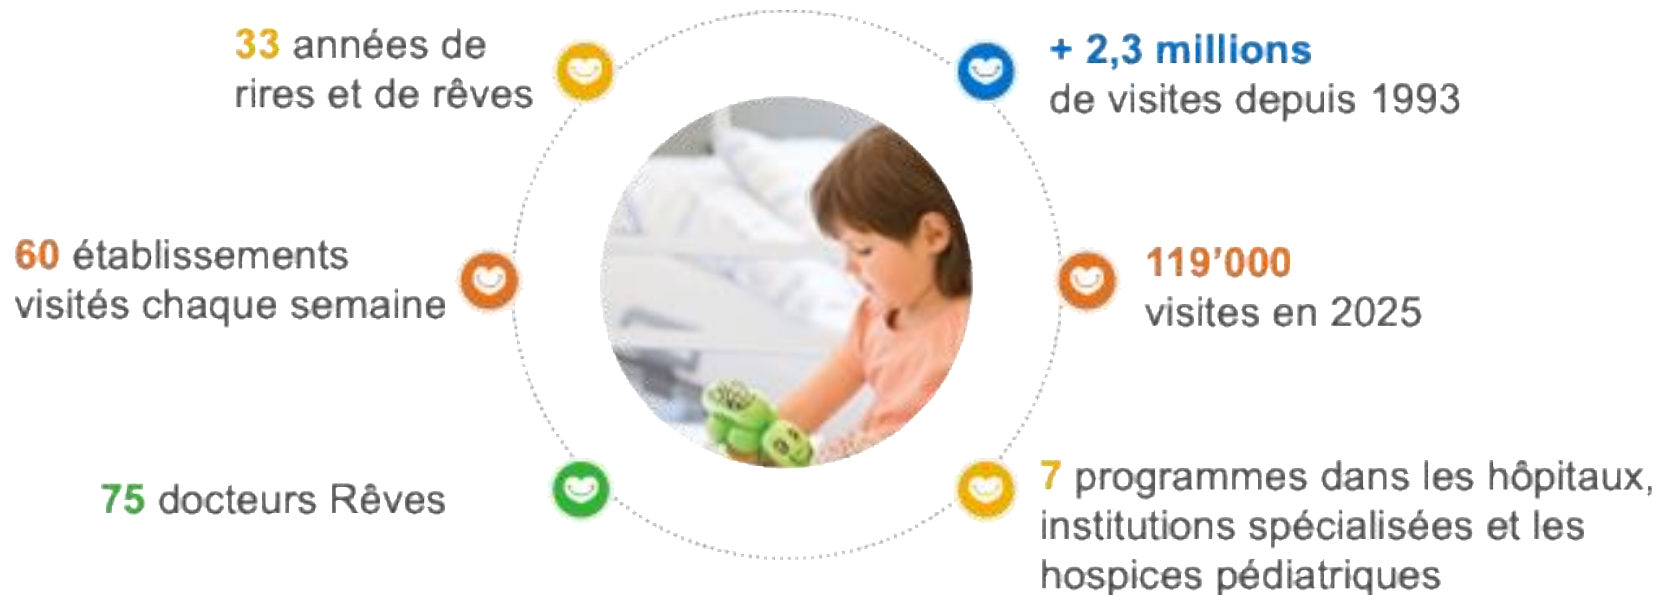 33 années de
rires et de rêves
+ 2,3 millions
de visites depuis 1993
60 établissements
visités chaque semaine
119’000
visites en 2025
75 docteurs Rêves
7 programmes dans les hôpitaux,
institutions spécialisées et les
hospices pédiatriques